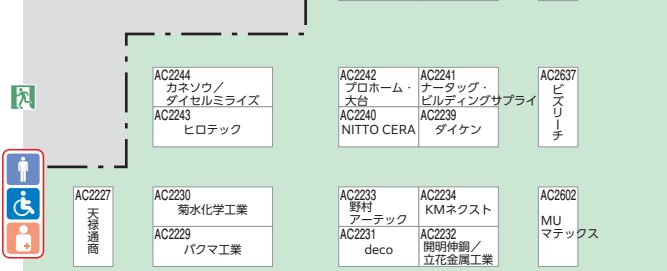 AC2244
カネソウ／
ダイセルミライズ
AC2243
ヒロテック
AC2242
プロホーム・
大台
AC2241
ナータッグ・
ビルディングサプライ
AC2240
NITTO CERA
AC2239
ダイケン
AC2637
ビズリーチ
AC2227
天禄通商
AC2230
菊水化学工業
AC2229
バクマ工業
AC2233
野村
アーテック
AC2234
KMネクスト
AC2231
deco
AC2232
開明伸銅／
立花金属工業
AC2602
MU
マテックス